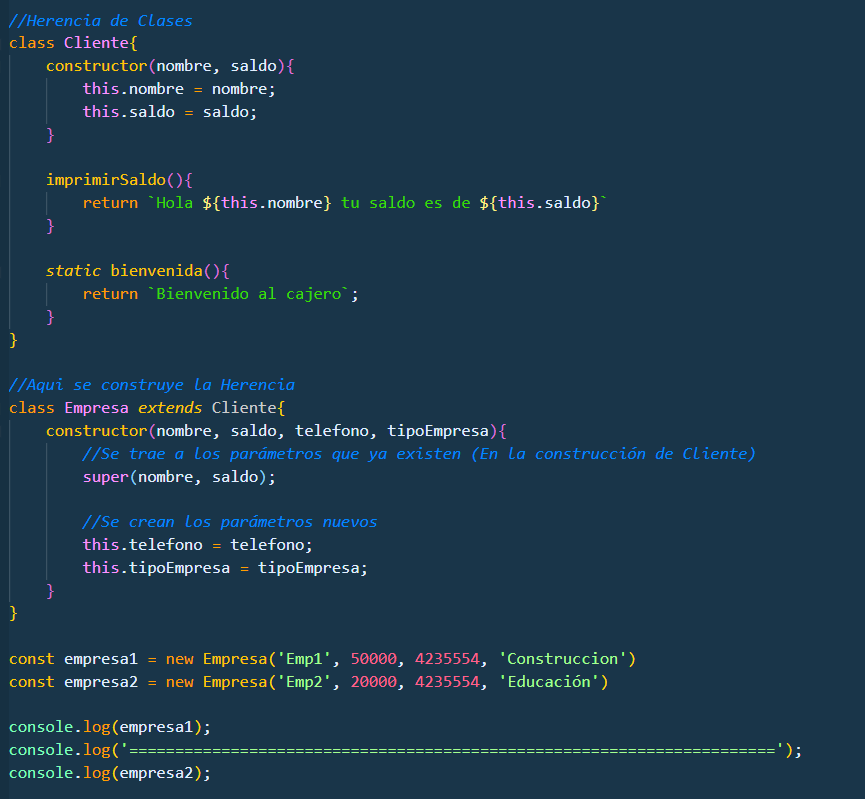 //Herencia de Clases
class Cliente{
    constructor(nombre, saldo){
        this.nombre = nombre;
        this.saldo = saldo;
    }

    imprimirSaldo(){
        return `Hola ${this.nombre} tu saldo es de ${this.saldo}`
    }

    static bienvenida(){
        return `Bienvenido al cajero`;
    }
}

//Aqui se construye la Herencia
class Empresa extends Cliente{
    constructor(nombre, saldo, telefono, tipoEmpresa){
        //Se trae a los parámetros que ya existen (En la construcción de Cliente)
        super(nombre, saldo);

        //Se crean los parámetros nuevos
        this.telefono = telefono;
        this.tipoEmpresa = tipoEmpresa;
    }
}

const empresa1 = new Empresa('Emp1', 50000, 4235554, 'Construccion')
const empresa2 = new Empresa('Emp2', 20000, 4235554, 'Educación')

console.log(empresa1);
console.log('======================================================================');
console.log(empresa2);